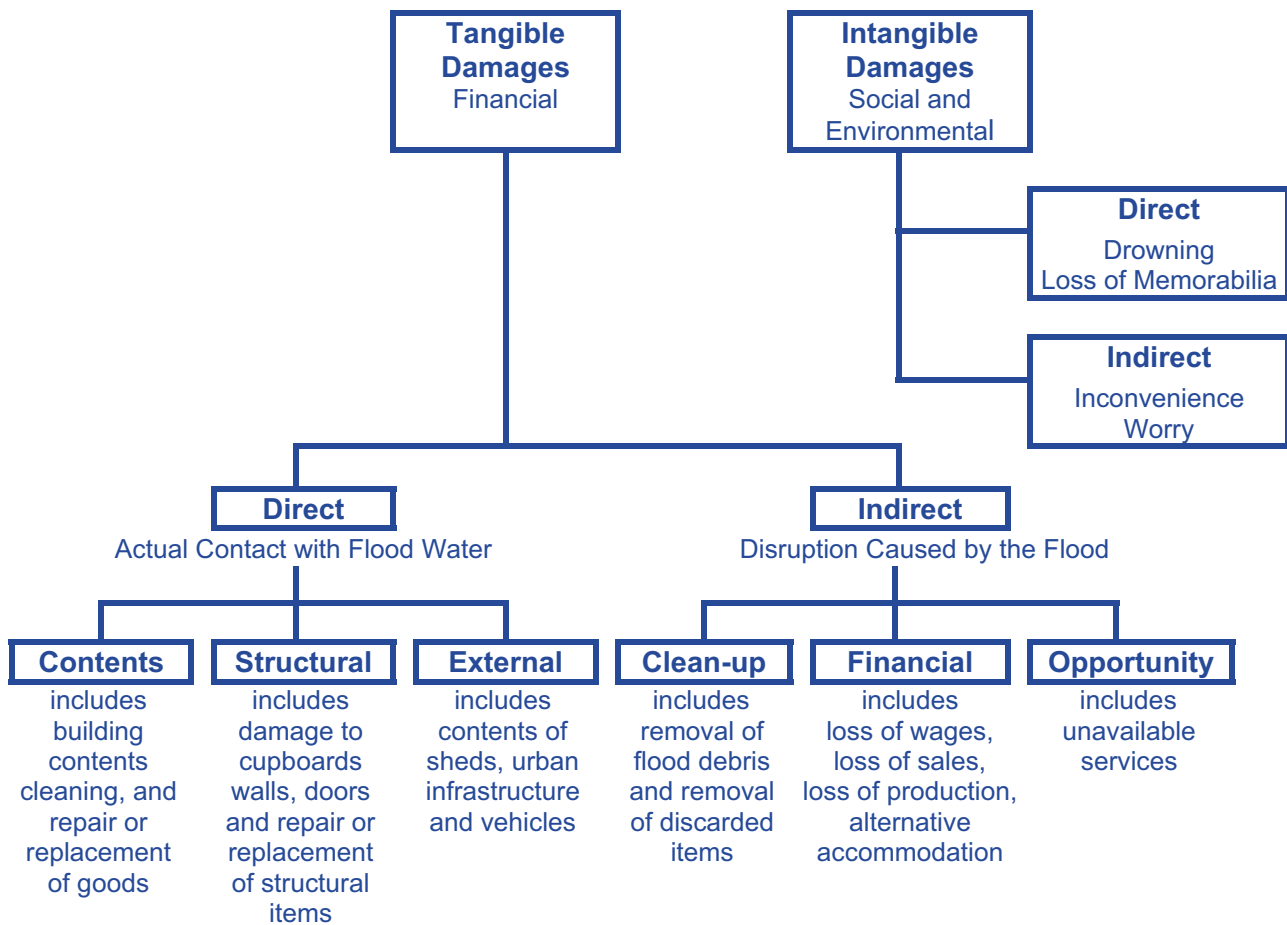 Tangible
Damages
Financial
Intangible
Damages
Social and
Environmental
Direct
Drowning
Loss of Memorabilia
Indirect
Inconvenience
Worry
Direct
Actual Contact with Flood Water
Indirect
Disruption Caused by the Flood
Contents
includes
building
contents
cleaning, and
repair or
replacement
of goods
Structural
includes
damage to
cupboards
walls, doors
and repair or
replacement
of structural
items
External
includes
contents of
sheds, urban
infrastructure
and vehicles
Clean-up
includes
removal of
flood debris
and removal
of discarded
items
Financial
includes
loss of wages,
loss of sales,
loss of production,
alternative
accommodation
Opportunity
includes
unavailable
services